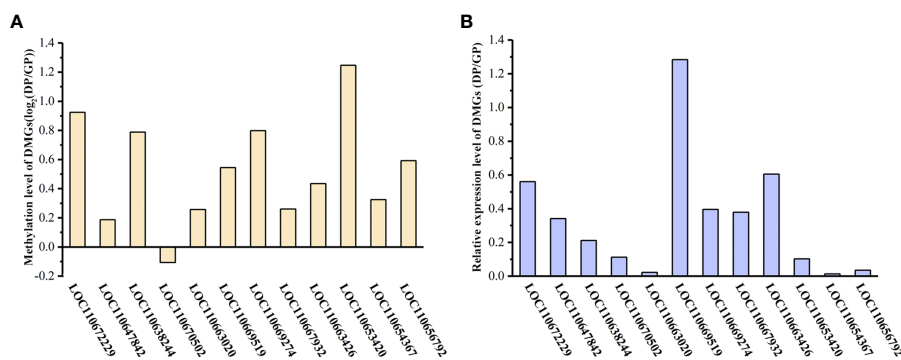 A
Methylation level of DMGs(log2(DP/GP))
1.4
1.2
1.0
0.8
0.6
0.4
0.2
0.0
-0.2
LOC110672229
LOC110647842
LOC110638244
LOC110670502
LOC110663020
LOC110669519
LOC110669274
LOC110667932
LOC110663426
LOC110653420
LOC110654367
LOC110656792
B
Relative expression level of DMGs (DP/GP)
1.4
1.2
1.0
0.8
0.6
0.4
0.2
0.0
LOC110672229
LOC110647842
LOC110638244
LOC110670502
LOC110663020
LOC110669519
LOC110669274
LOC110667932
LOC110663426
LOC110653420
LOC110654367
LOC110656792